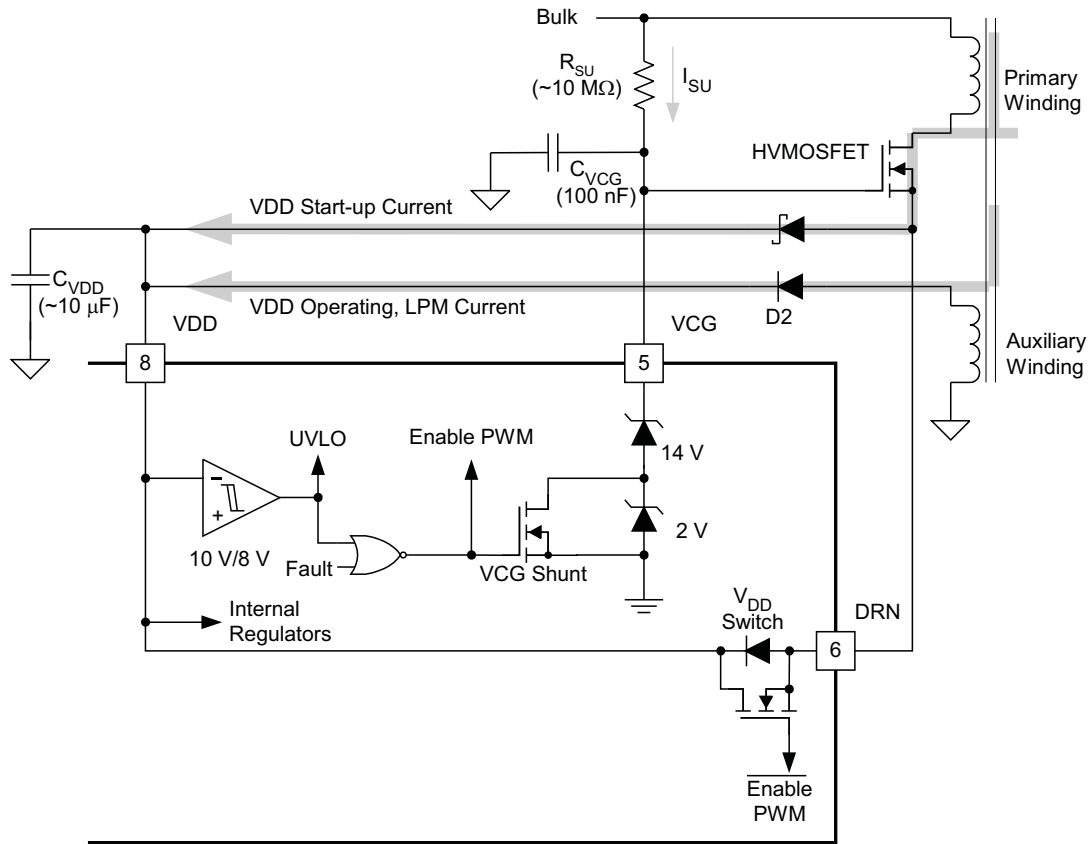 Bulk
R_SU
(~10 MΩ)
I_SU
Primary
Winding
HVMOSFET
C_VCG
(100 nF)
VDD Start-up Current
C_VDD
(~10 μF)
VDD Operating, LPM Current
D2
VDD
VCG
Auxiliary
Winding
8
5
Enable PWM
UVLO
14 V
-
+
2 V
10 V/8 V
Fault
VCG Shunt
Internal
Regulators
V_DD
Switch
DRN
6
Enable
PWM